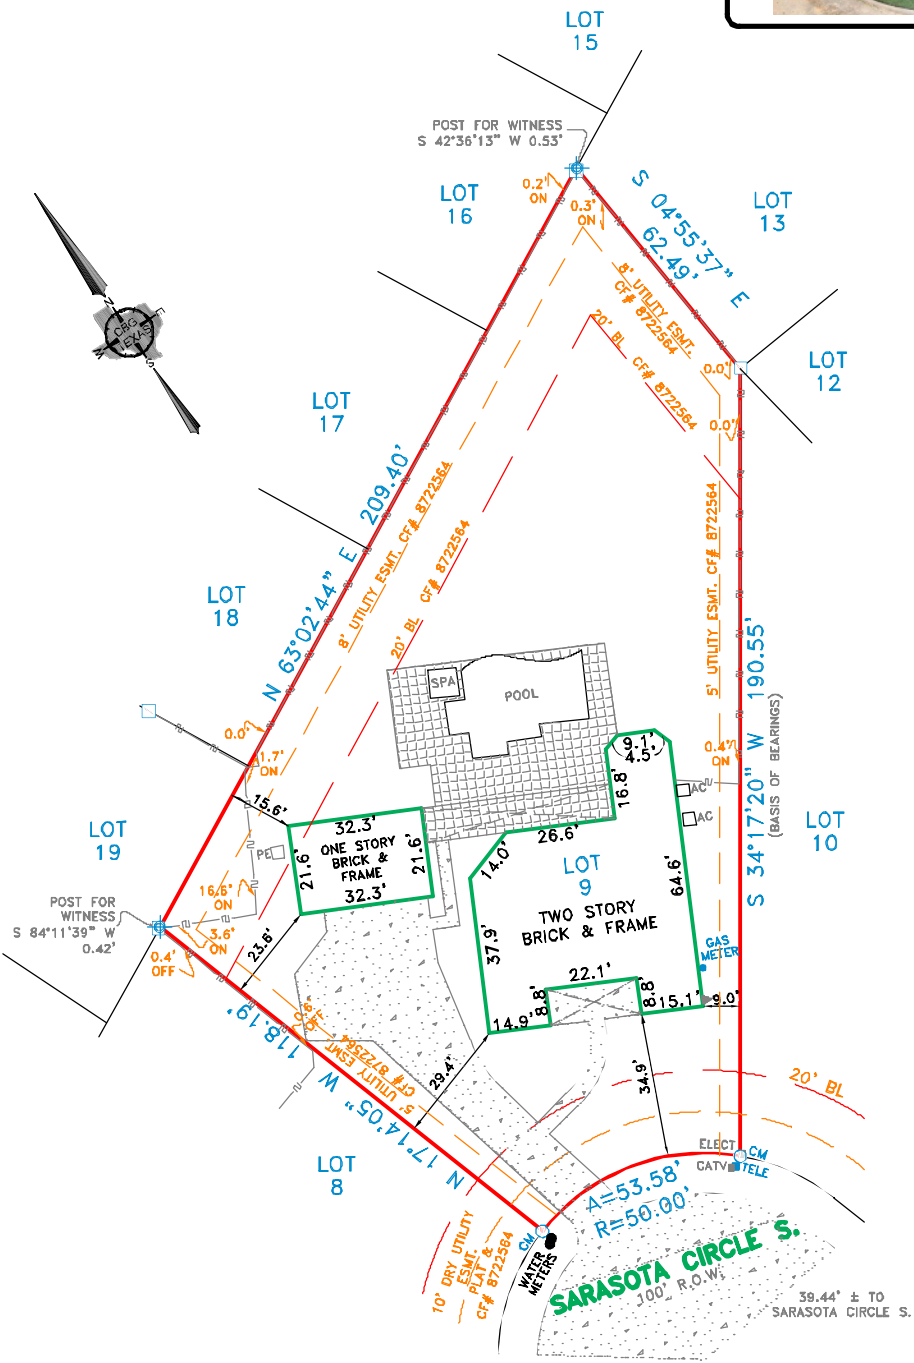 LOT
15
POST FOR WITNESS
S 42°36'13" W 0.53'
LOT
16
0.2'
ON
0.3'
ON
S 04°55'37" E
62.49'
LOT
13
8' UTILITY ESMT.
CF# 8722564
20' BL CF# 8722564
0.0'
LOT
12
0.0'
N
E
S
W
CBG
TEXAS
LOT
17
N 63°02'44" E 209.40'
8' UTILITY ESMT. CF# 8722564
20' BL CF# 8722564
5' UTILITY ESMT. CF# 8722564
LOT
18
S 34°17'20" W 190.55'
(BASIS OF BEARINGS)
SPA
POOL
0.0'
1.7'
ON
9.1'
4.5'
0.4'
ON
16.8'
AC
AC
15.6'
32.3'
ONE STORY
BRICK &
FRAME
21.6'
21.6'
32.3'
PE
26.6'
14.0'
LOT
9
TWO STORY
BRICK & FRAME
64.6'
LOT
10
LOT
19
POST FOR
WITNESS
S 84°11'39" W
0.42'
16.6'
ON
3.6'
ON
0.4'
OFF
23.6'
37.9'
GAS
METER
22.1'
8.8'
8.8'
14.9'
15.1'
9.0'
0.6'
OFF
118.19'
N 17°14'05" W
5' UTILITY ESMT
CF# 8722564
29.4'
34.9'
20' BL
ELECT
CM
CATV
TELE
LOT
8
A=53.58'
R=50.00'
CM
WATER
METERS
10' DRY UTILITY
ESMT.
PLAT &
CF# 8722564
SARASOTA CIRCLE S.
100' R.O.W.
39.44' ± TO
SARASOTA CIRCLE S.